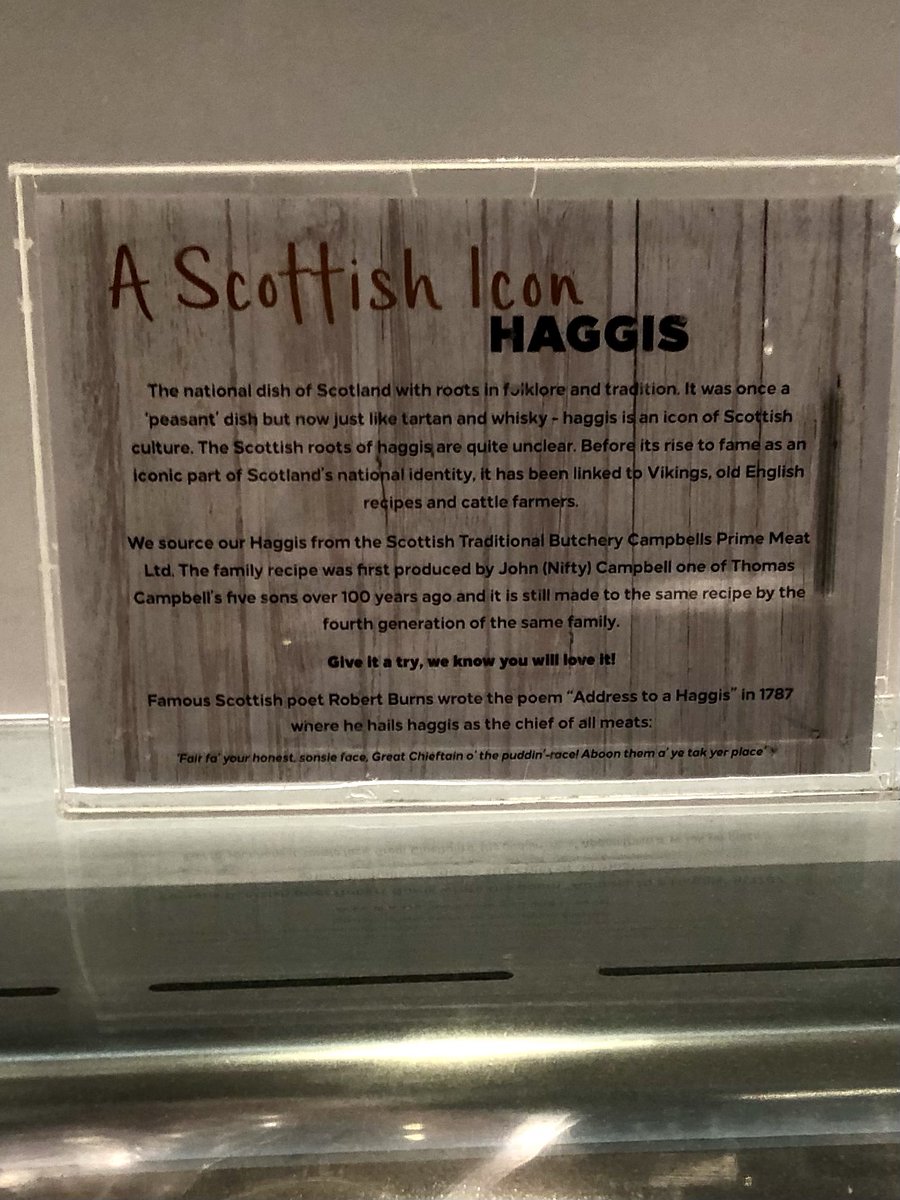 A Scottish Icon
HAGGIS
The national dish of Scotland with roots in folklore and tradition. It was once a
'peasant' dish but now just like tartan and whisky - haggis is an icon of Scottish
culture. The Scottish roots of haggis are quite unclear. Before its rise to fame as an
iconic part of Scotland's national identity, it has been linked to Vikings, old English
recipes and cattle farmers.
We source our Haggis from the Scottish Traditional Butchery Campbells Prime Meat
Ltd. The family recipe was first produced by John (Nifty) Campbell one of Thomas
Campbell's five sons over 100 years ago and it is still made to the same recipe by the
fourth generation of the same family.
Give it a try, we know you will love it!
Famous Scottish poet Robert Burns wrote the poem "Address to a Haggis" in 1787
where he hails haggis as the chief of all meats:
'Fair fa' your honest, sonsie face, Great Chieftain o' the puddin'-race! Aboon them a' ye tak yer place'